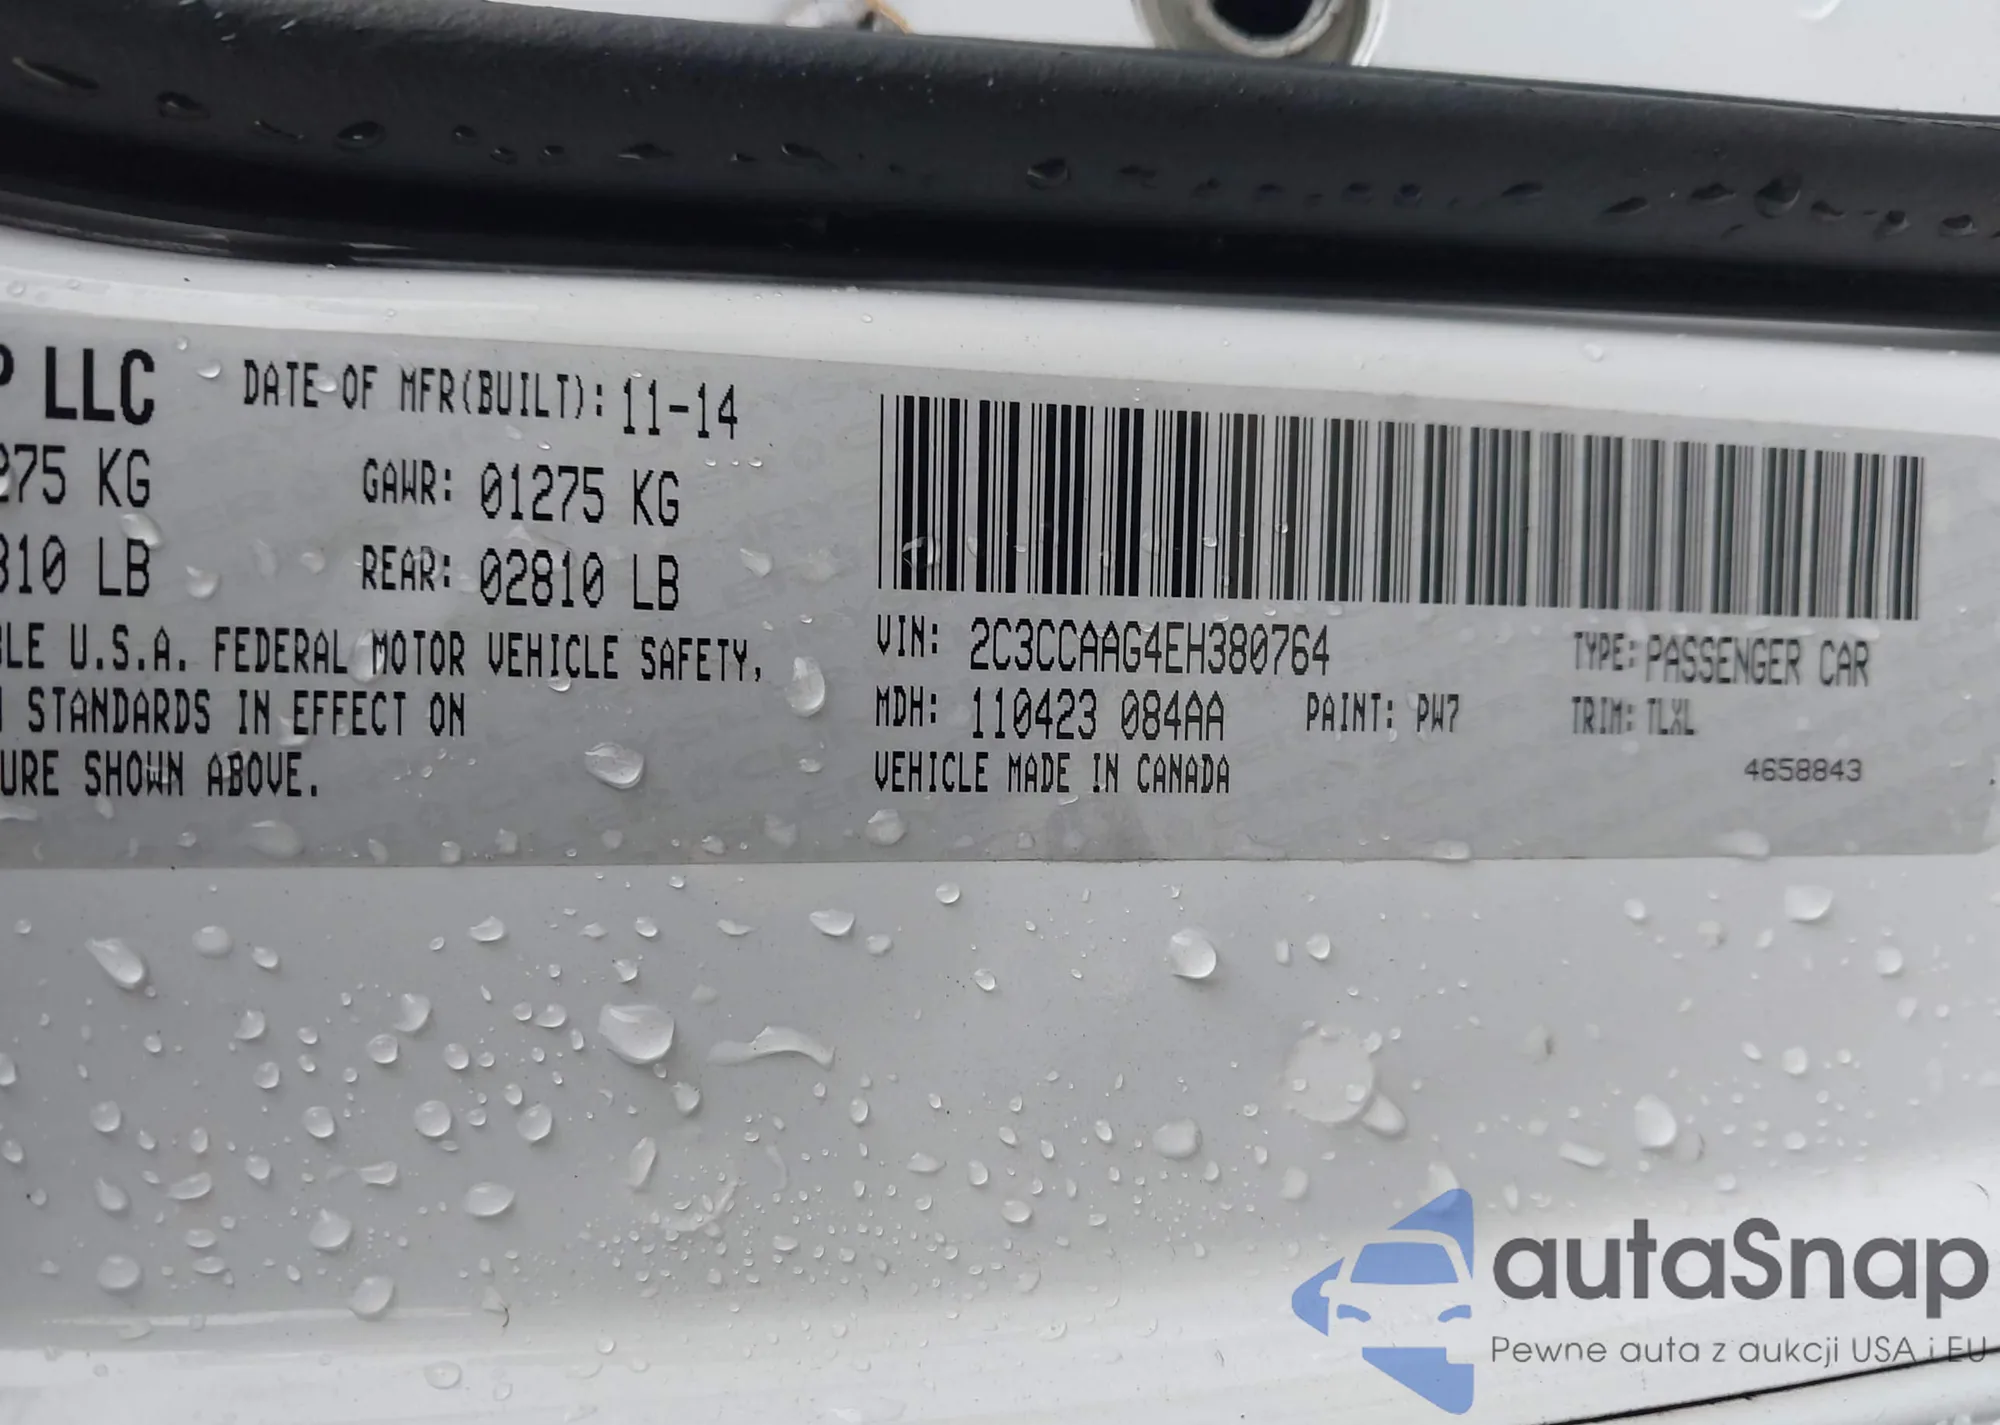 P LLC DATE OF MFR(BUILT): 11-14
275 KG GAWR: 01275 KG
810 LB REAR: 02810 LB
BLE U.S.A. FEDERAL MOTOR VEHICLE SAFETY,
STANDARDS IN EFFECT ON
URE SHOWN ABOVE.
VIN: 2C3CCAAG4EH380764 TYPE: PASSENGER CAR
MDH: 110423 084AA PAINT: PW7 TRIM: TLXL
VEHICLE MADE IN CANADA 4658843
autaSnap
Pewne auta z aukcji USA i EU